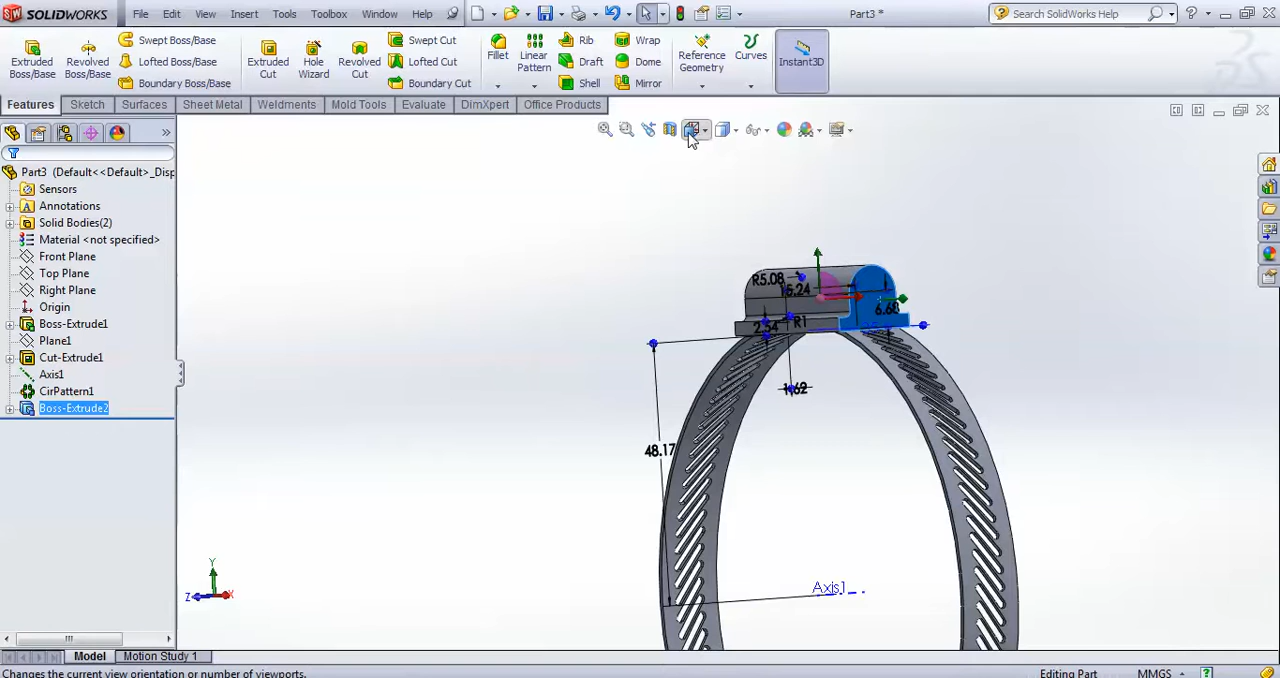 SOLIDWORKS File Edit View Insert Tools Toolbox Window Help Part3 * Search SolidWorks Help
Extruded Boss/Base Revolved Boss/Base Swept Boss/Base Lofted Boss/Base Boundary Boss/Base Extruded Cut Hole Wizard Revolved Cut Swept Cut Lofted Cut Boundary Cut Fillet Linear Pattern Rib Draft Shell Wrap Dome Mirror Reference Geometry Curves Instant3D
Features Sketch Surfaces Sheet Metal Weldments Mold Tools Evaluate DimXpert Office Products
Part3 (Default<<Default>_Disp
Sensors
Annotations
Solid Bodies(2)
Material <not specified>
Front Plane
Top Plane
Right Plane
Origin
Boss-Extrude1
Plane1
Cut-Extrude1
Axis1
CirPattern1
Boss-Extrude2
R5.08
15.24
6.68
2.54
R1
1.62
48.17
Axis1
Y
Z
X
Model Motion Study 1
Changes the current view orientation or number of viewports. Editing Part MMGS